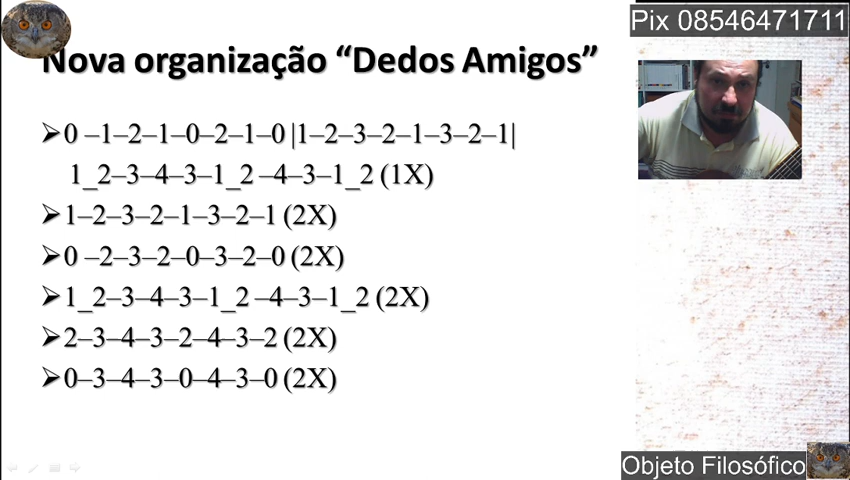 Pix 08546471711
Nova organização “Dedos Amigos”
➢0 –1–2–1–0–2–1–0|1–2–3–2–1–3–2–1|
1_2–3–4–3–1_2 –4–3–1_2 (1X)
➢1–2–3–2–1–3–2–1 (2X)
➢0 –2–3–2–0–3–2–0 (2X)
➢1_2–3–4–3–1_2 –4–3–1_2 (2X)
➢2–3–4–3–2–4–3–2 (2X)
➢0–3–4–3–0–4–3–0 (2X)
Objeto Filosófico